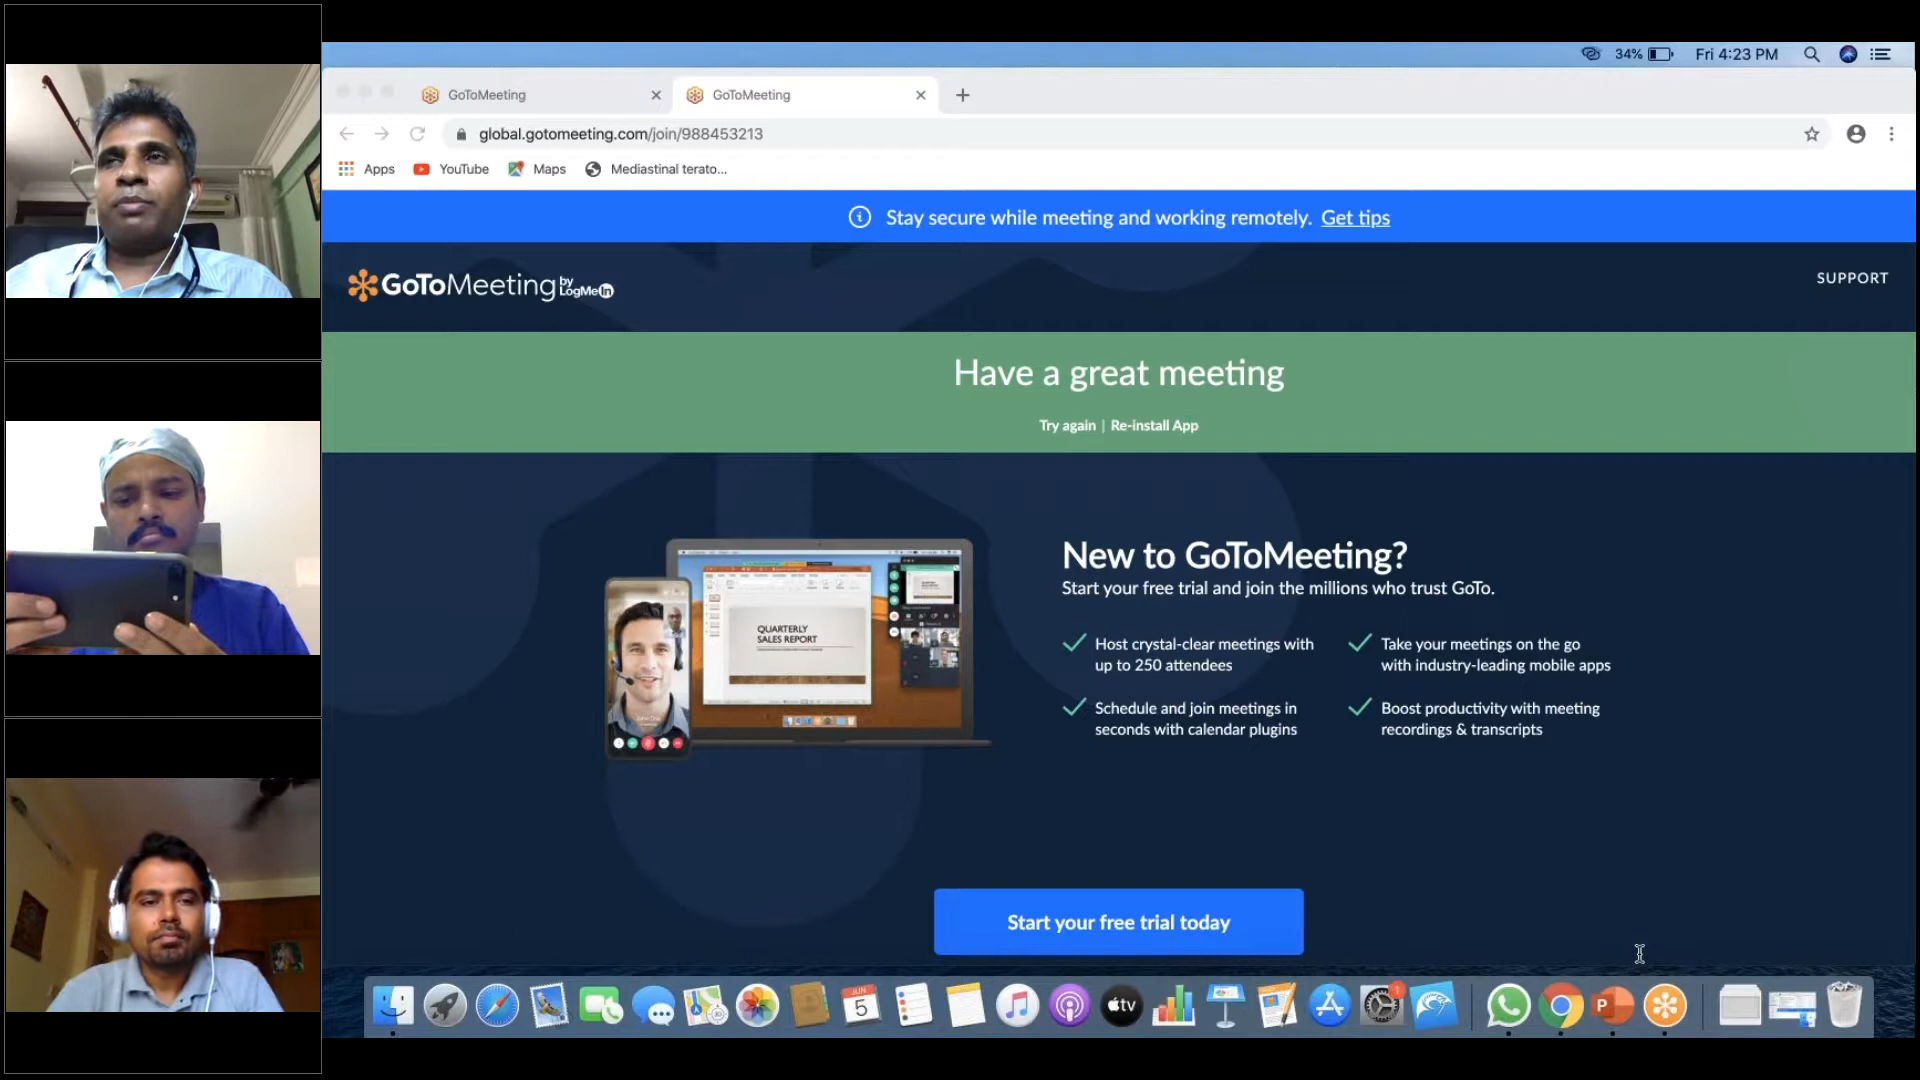 34% Fri 4:23 PM
GoToMeeting
GoToMeeting
global.gotomeeting.com/join/988453213
Apps YouTube Maps Mediastinal terato...
Stay secure while meeting and working remotely. Get tips
GoToMeeting by LogMeIn
SUPPORT
Have a great meeting
Try again | Re-install App
New to GoToMeeting?
Start your free trial and join the millions who trust GoTo.
Host crystal-clear meetings with
up to 250 attendees
Take your meetings on the go
with industry-leading mobile apps
Schedule and join meetings in
seconds with calendar plugins
Boost productivity with meeting
recordings & transcripts
QUARTERLY
SALES REPORT
Start your free trial today
JUN
5
tv
1
P